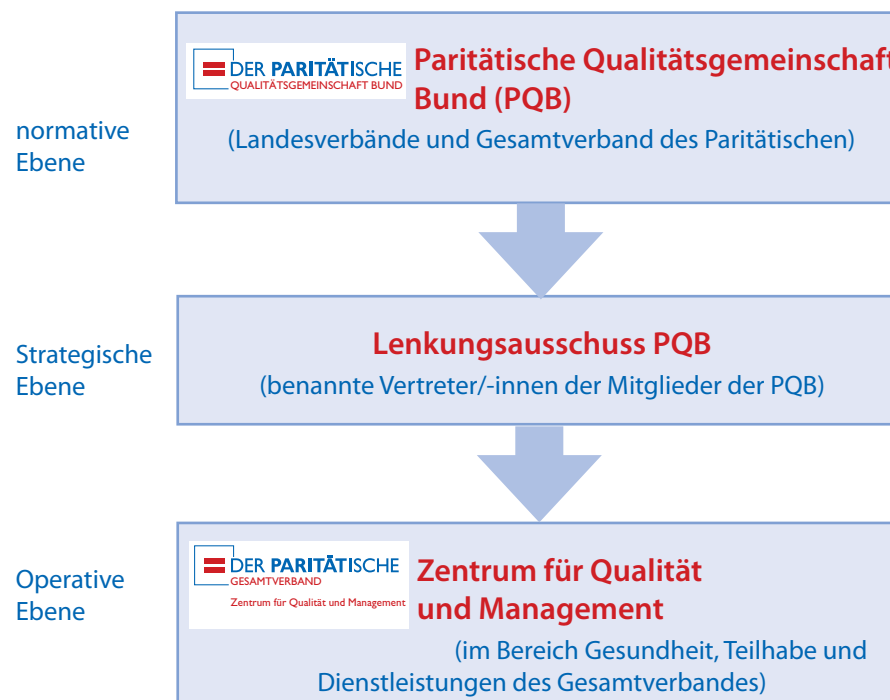 normative
Ebene
DER PARITÄTISCHE
QUALITÄTSGEMEINSCHAFT BUND
Paritätische Qualitätsgemeinschaft
Bund (PQB)
(Landesverbände und Gesamtverband des Paritätischen)
Strategische
Ebene
Lenkungsausschuss PQB
(benannte Vertreter/-innen der Mitglieder der PQB)
Operative
Ebene
DER PARITÄTISCHE
GESAMTVERBAND
Zentrum für Qualität und Management
Zentrum für Qualität
und Management
(im Bereich Gesundheit, Teilhabe und
Dienstleistungen des Gesamtverbandes)